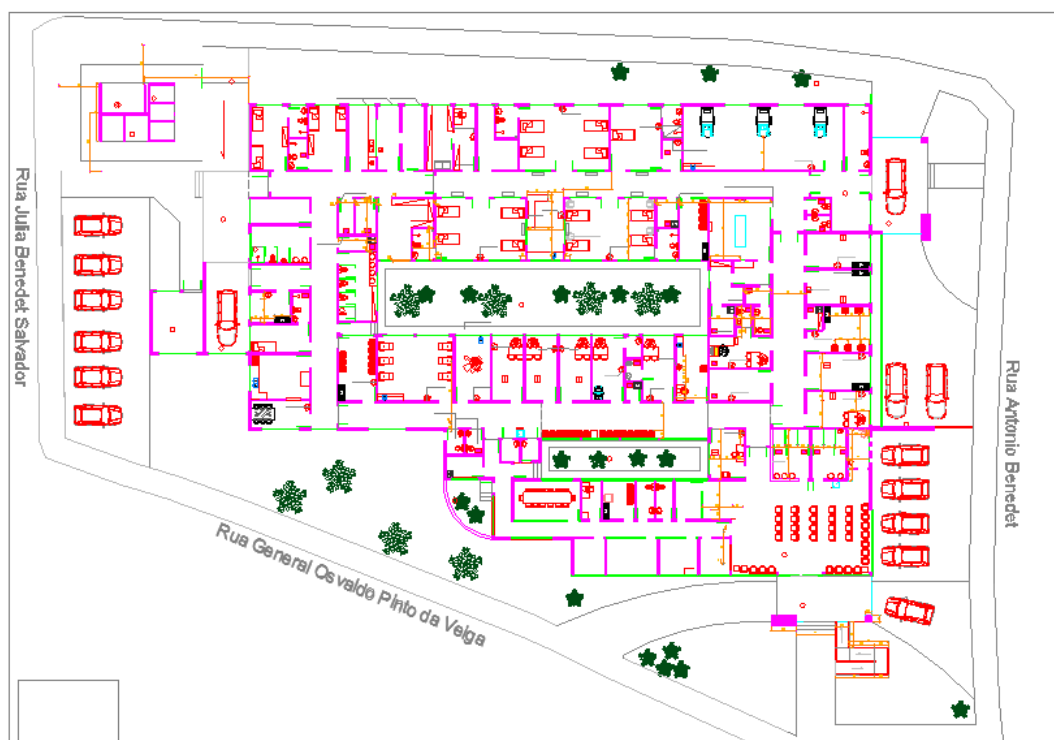 Rua Julia Benedet Salvador
Rua General Osvaldo Pinto da Veiga
Rua Antonio Benedet